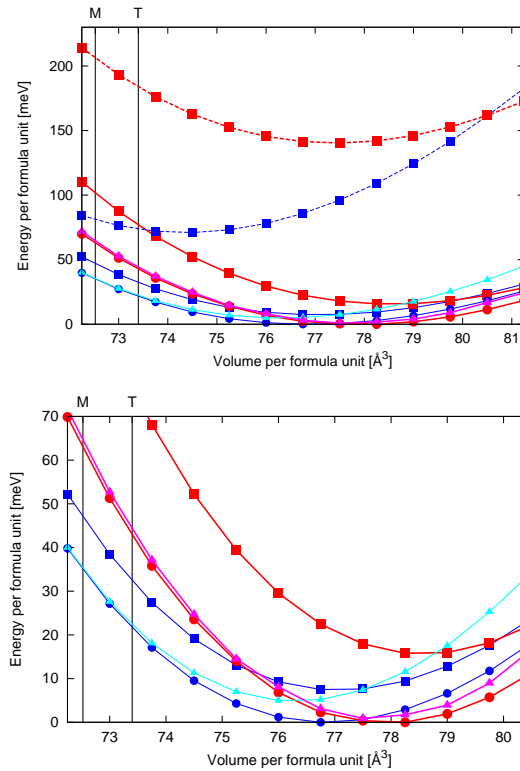 M T
200
150
100
50
0
Energy per formula unit [meV]
73 74 75 76 77 78 79 80 81
Volume per formula unit [Å³]
M T
70
60
50
40
30
20
10
0
Energy per formula unit [meV]
73 74 75 76 77 78 79 80
Volume per formula unit [Å³]